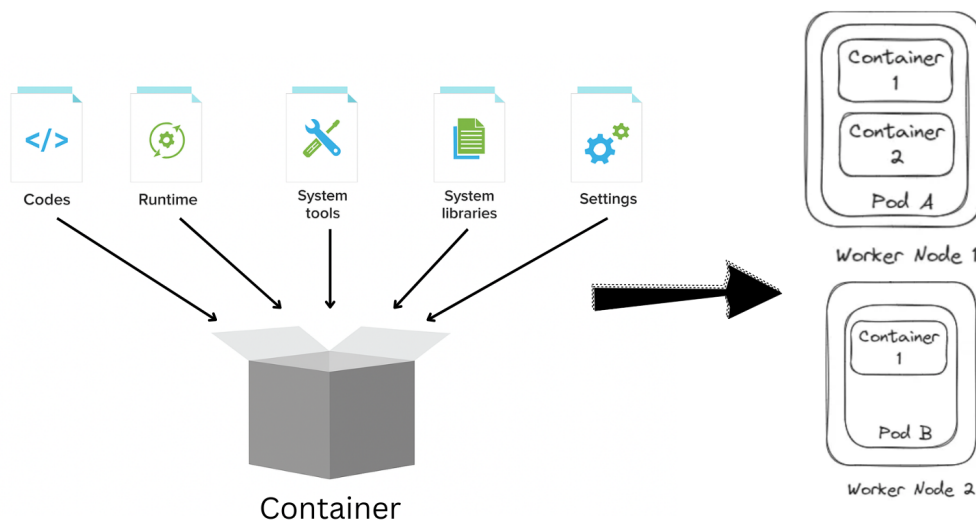 </>
Codes
Runtime
System
tools
System
libraries
Settings
Container
Container
1
Container
2
Pod A
Worker Node 1
Container
1
Pod B
Worker Node 2